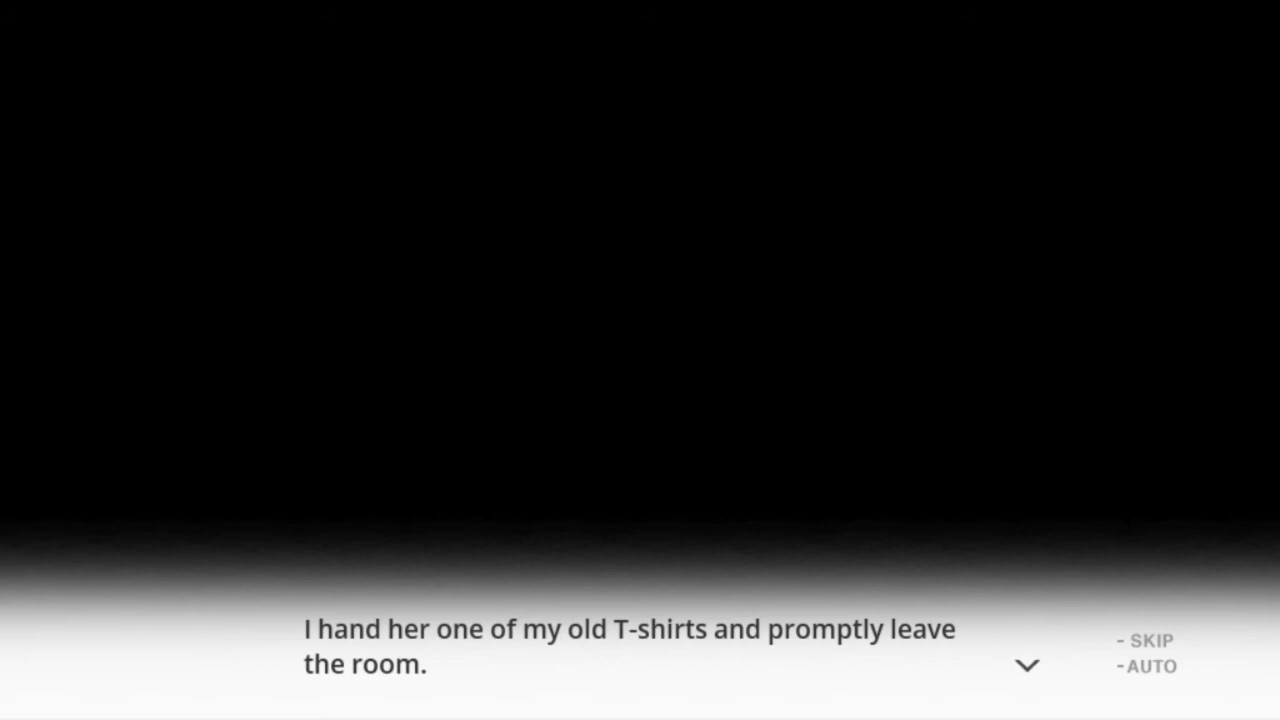 I hand her one of my old T-shirts and promptly leave
the room.
- SKIP
-AUTO